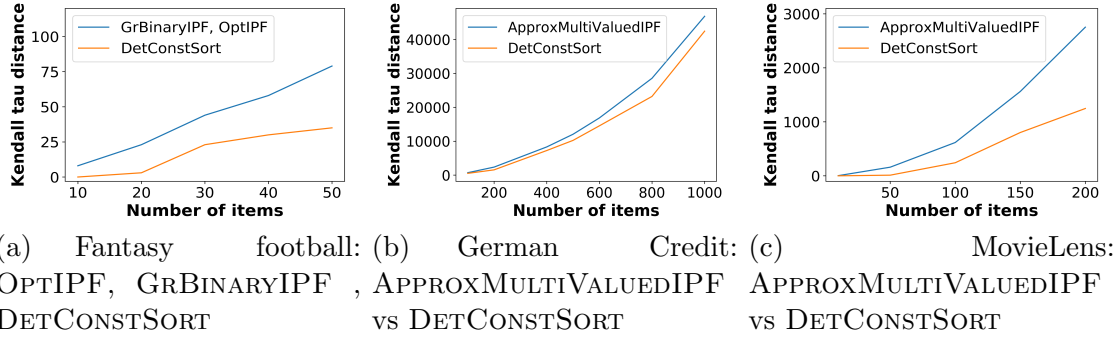 GrBinaryIPF, OptIPF
DetConstSort
Kendall tau distance
100
75
50
25
0
10 20 30 40 50
Number of items
ApproxMultiValuedIPF
DetConstSort
Kendall tau distance
40000
30000
20000
10000
0
200 400 600 800 1000
Number of items
ApproxMultiValuedIPF
DetConstSort
Kendall tau distance
3000
2000
1000
0
50 100 150 200
Number of items
(a) Fantasy football:
OptIPF, GrBinaryIPF ,
DetConstSort
(b) German Credit:
ApproxMultiValuedIPF
vs DetConstSort
(c) MovieLens:
ApproxMultiValuedIPF
vs DetConstSort